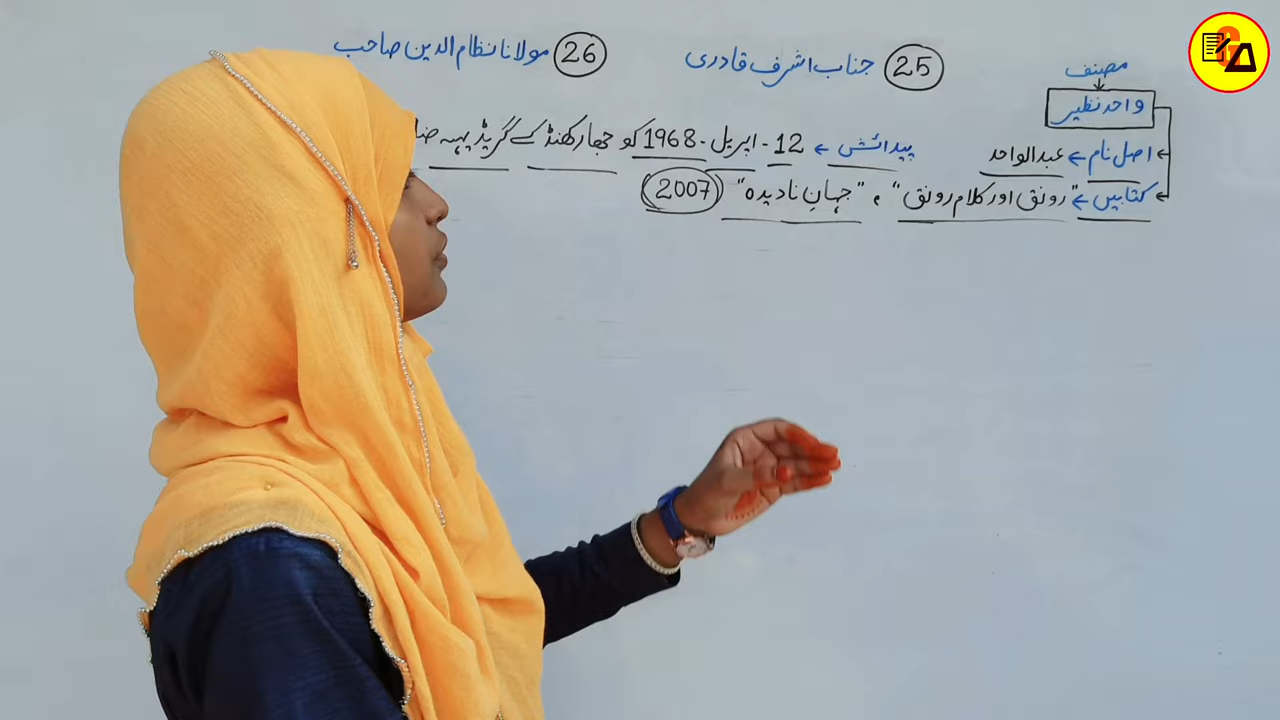 25 جناب اشرف قادری
26 مولانا نظام الدین صاحب
مصنف
واحد نظیر
اصل نام ← عبدالواحد
پیدائش ← 12 - اپریل - 1968 کو جھارکھنڈ کے گریڈیہہ
کتابیں ← "رونق اور کلام رونق" ، "جہانِ نادیدہ" 2007